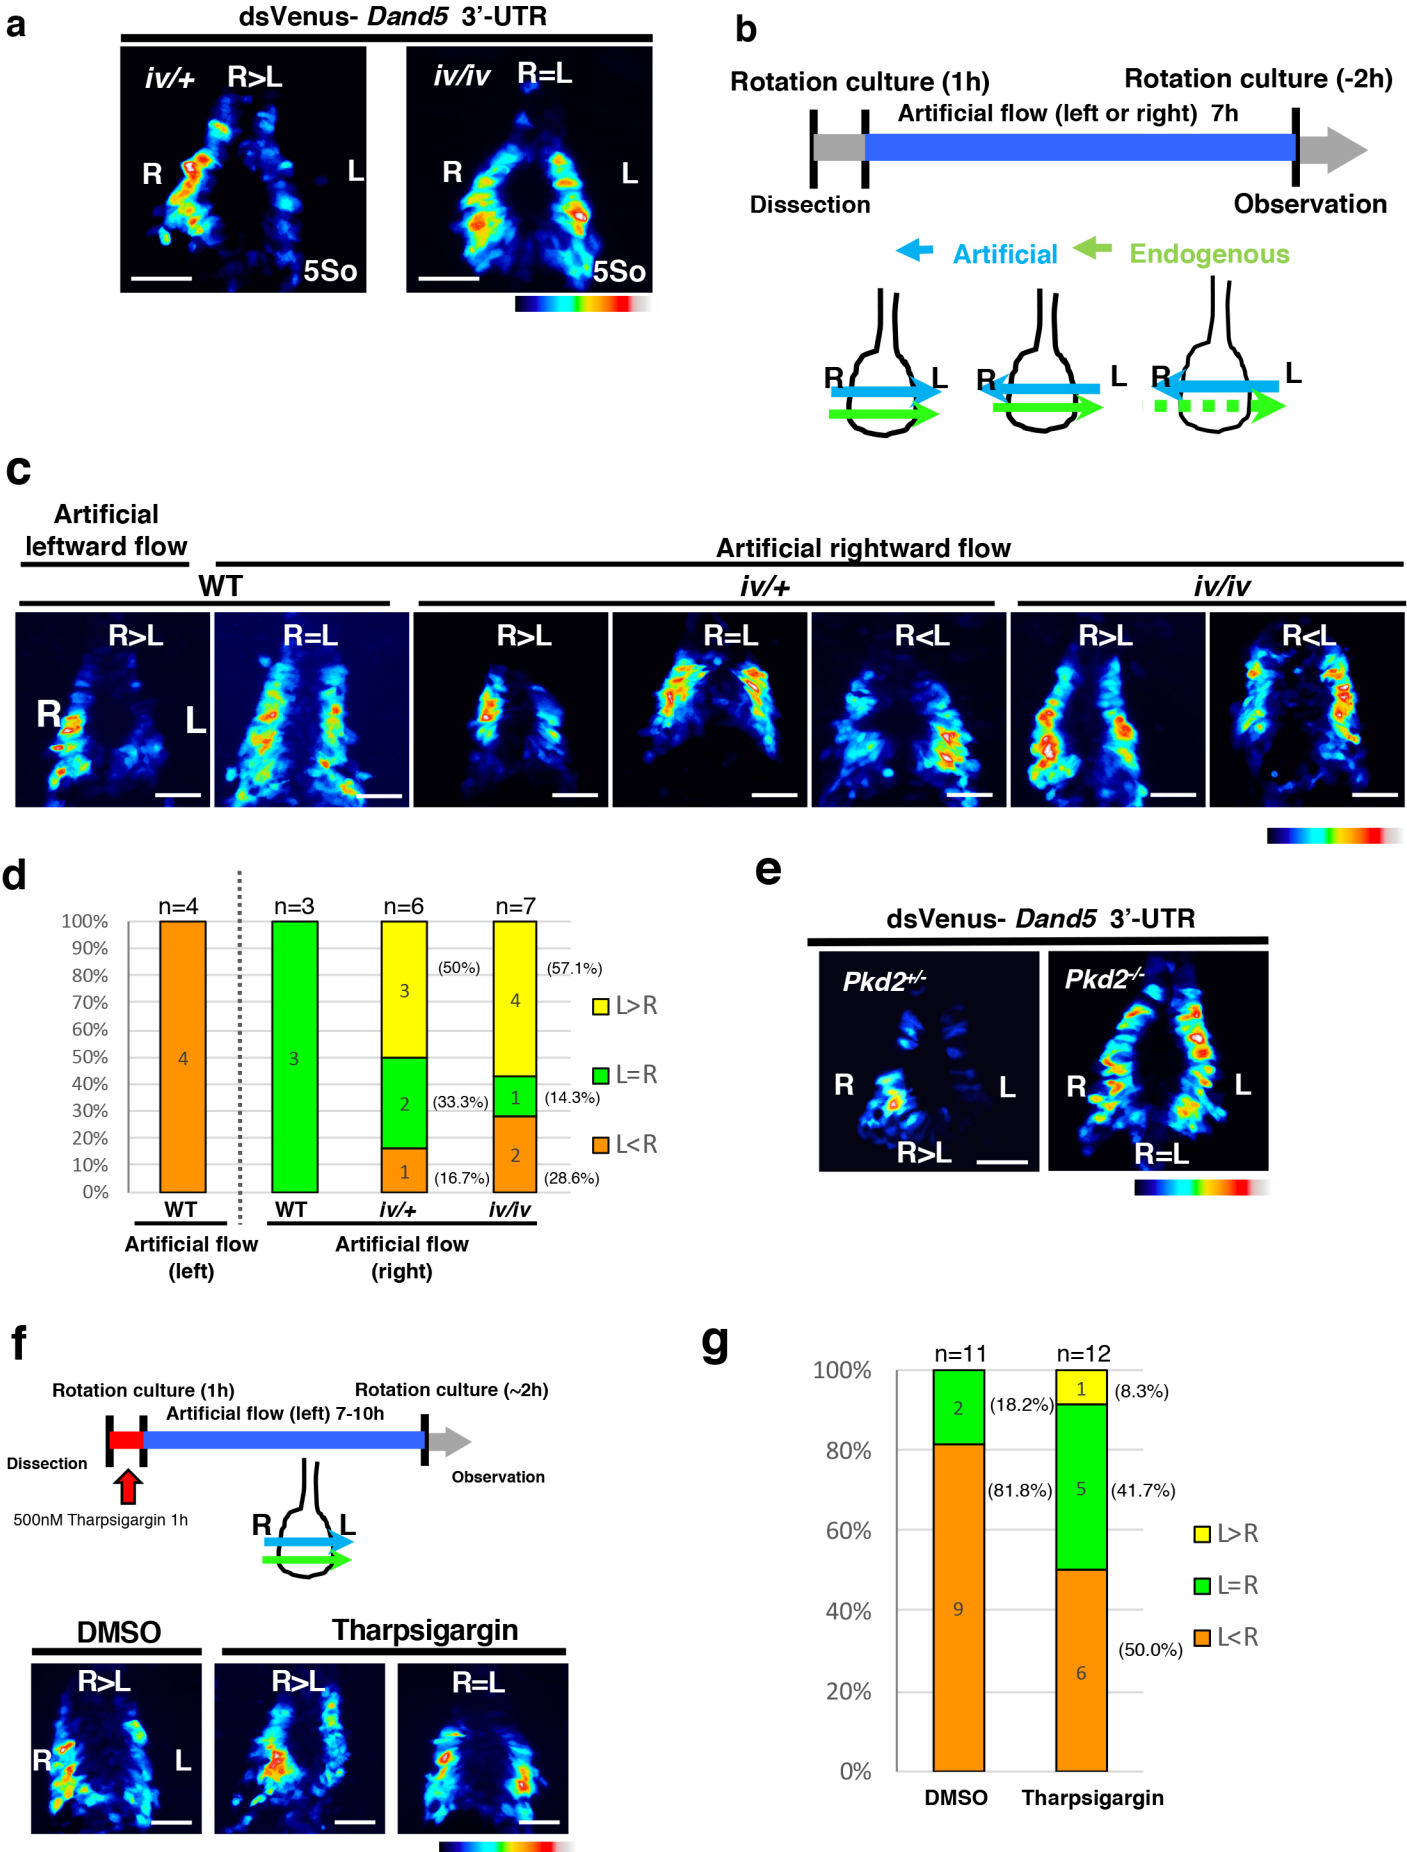 a
dsVenus- Dand5 3'-UTR
iv/+ R>L
R L
5So
iv/iv R=L
R L
5So
b
Rotation culture (1h)
Rotation culture (-2h)
Artificial flow (left or right) 7h
Dissection
Observation
Artificial
Endogenous
R L
R L
R L
c
Artificial
leftward flow
Artificial rightward flow
WT
iv/+
iv/iv
R>L
R L
R=L
R>L
R=L
R<L
R>L
R<L
d
n=4 n=3 n=6 n=7
100%
90%
80%
70%
60%
50%
40%
30%
20%
10%
0%
4
3
3
(50%)
2
(33.3%)
1
(16.7%)
4
(57.1%)
1
(14.3%)
2
(28.6%)
L>R
L=R
L<R
WT WT iv/+ iv/iv
Artificial flow
(left)
Artificial flow
(right)
e
dsVenus- Dand5 3'-UTR
Pkd2+/-
R L
R>L
Pkd2-/-
R L
R=L
f
Rotation culture (1h)
Rotation culture (~2h)
Artificial flow (left) 7-10h
Dissection
Observation
500nM Tharpsigargin 1h
R L
DMSO
Tharpsigargin
R>L
R L
R>L
R=L
g
n=11 n=12
100%
80%
60%
40%
20%
0%
2
(18.2%)
9
(81.8%)
1
(8.3%)
5
(41.7%)
6
(50.0%)
L>R
L=R
L<R
DMSO Tharpsigargin